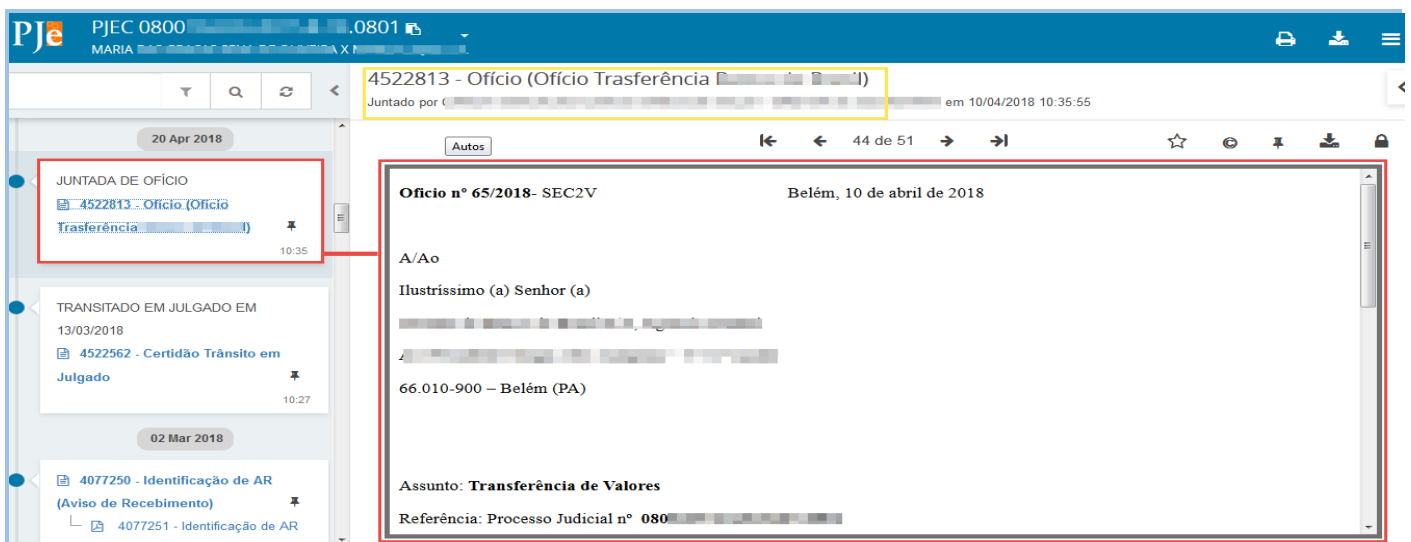 PJe
PJEC 0800 .0801
MARIA X
4522813 - Ofício (Ofício Trasferência
Juntado por em 10/04/2018 10:35:55
20 Apr 2018
Autos
44 de 51
JUNTADA DE OFÍCIO
4522813 - Ofício (Ofício
Trasferência
10:35
TRANSITADO EM JULGADO EM
13/03/2018
4522562 - Certidão Trânsito em
Julgado
10:27
02 Mar 2018
4077250 - Identificação de AR
(Aviso de Recebimento)
4077251 - Identificação de AR
Oficio nº 65/2018- SEC2V Belém, 10 de abril de 2018
A/Ao
Ilustríssimo (a) Senhor (a)
66.010-900 – Belém (PA)
Assunto: Transferência de Valores
Referência: Processo Judicial nº 080